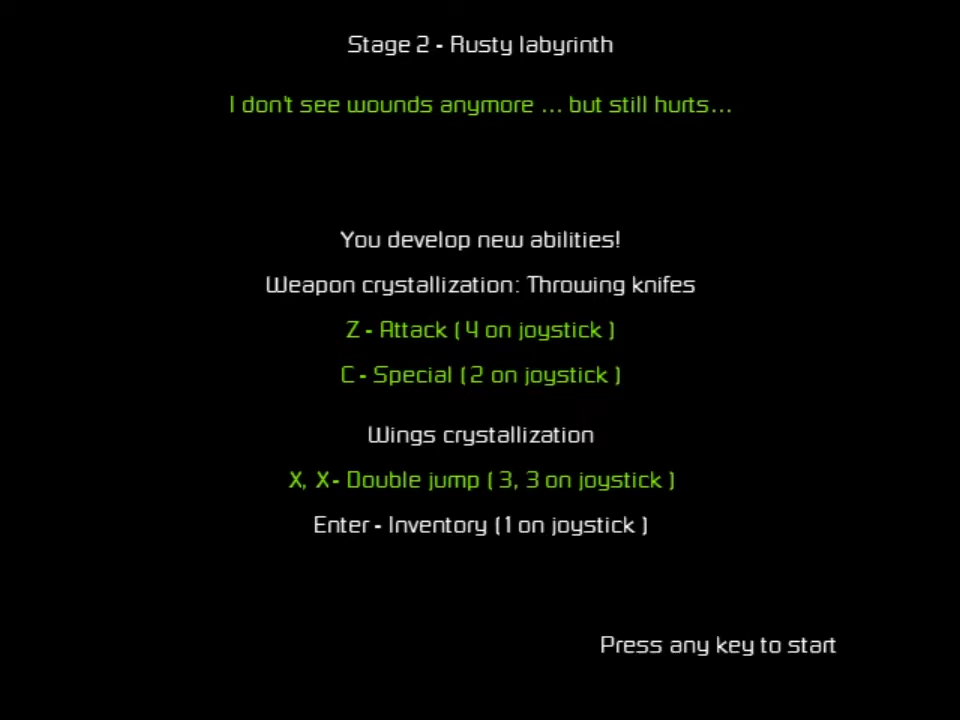 Stage 2 - Rusty labyrinth
I don't see wounds anymore ... but still hurts...
You develop new abilities!
Weapon crystallization: Throwing knifes
Z - Attack ( 4 on joystick )
C - Special ( 2 on joystick )
Wings crystallization
X, X - Double jump ( 3, 3 on joystick )
Enter - Inventory ( 1 on joystick )
Press any key to start